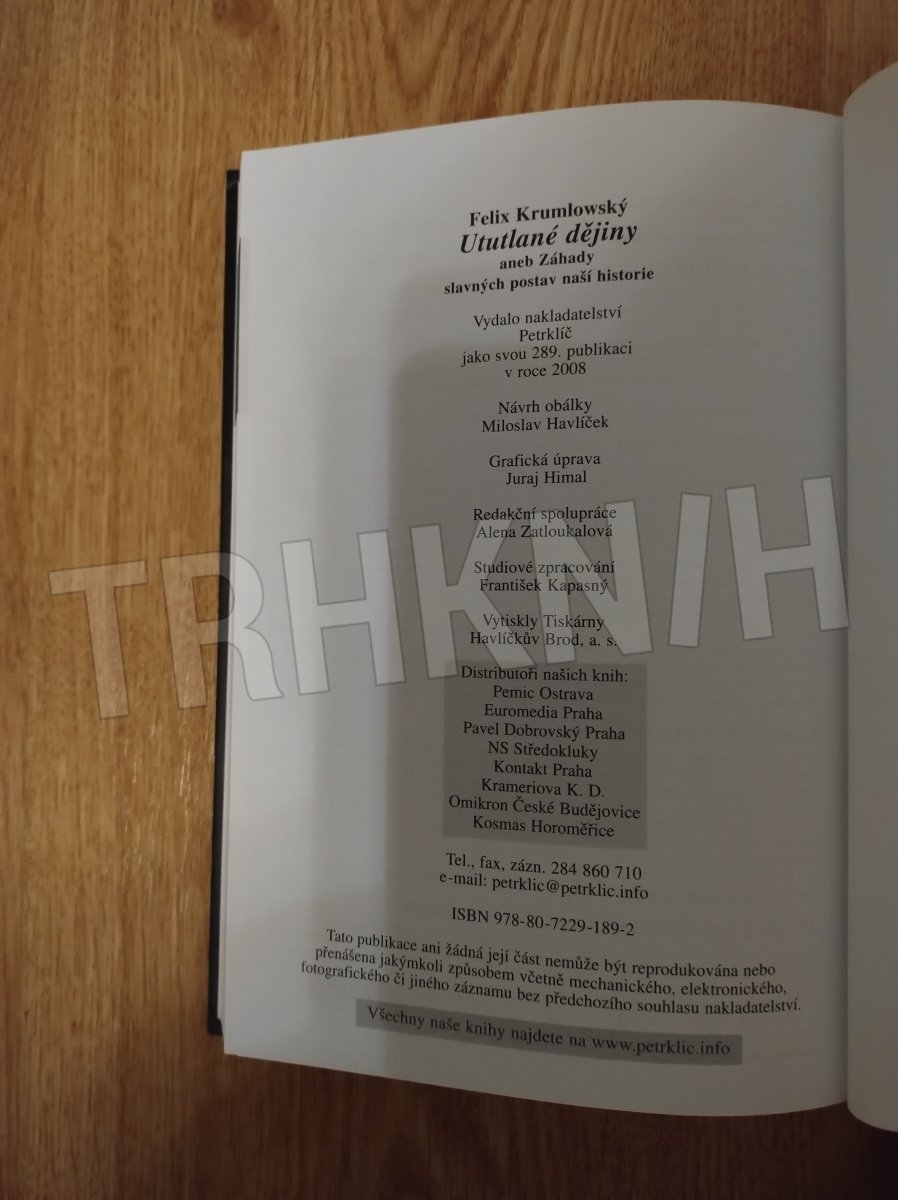 Felix Krumlowský
Ututlané dějiny
aneb Záhady
slavných postav naší historie
Vydalo nakladatelství
Petrklíč
jako svou 289. publikaci
v roce 2008
Návrh obálky
Miloslav Havlíček
Grafická úprava
Juraj Himal
Redakční spolupráce
Alena Zatloukalová
Studiové zpracování
František Kapasný
Vytiskly Tiskárny
Havlíčkův Brod, a. s.
TRHKNIH
Distributoři našich knih:
Pemic Ostrava
Euromedia Praha
Pavel Dobrovský Praha
NS Středokluky
Kontakt Praha
Krameriova K. D.
Omikron České Budějovice
Kosmas Horoměřice
Tel., fax, zázn. 284 860 710
e-mail: petrklic@petrklic.info
ISBN 978-80-7229-189-2
Tato publikace ani žádná její část nemůže být reprodukována nebo
přenášena jakýmkoli způsobem včetně mechanického, elektronického,
fotografického či jiného záznamu bez předchozího souhlasu nakladatelství.
Všechny naše knihy najdete na www.petrklic.info